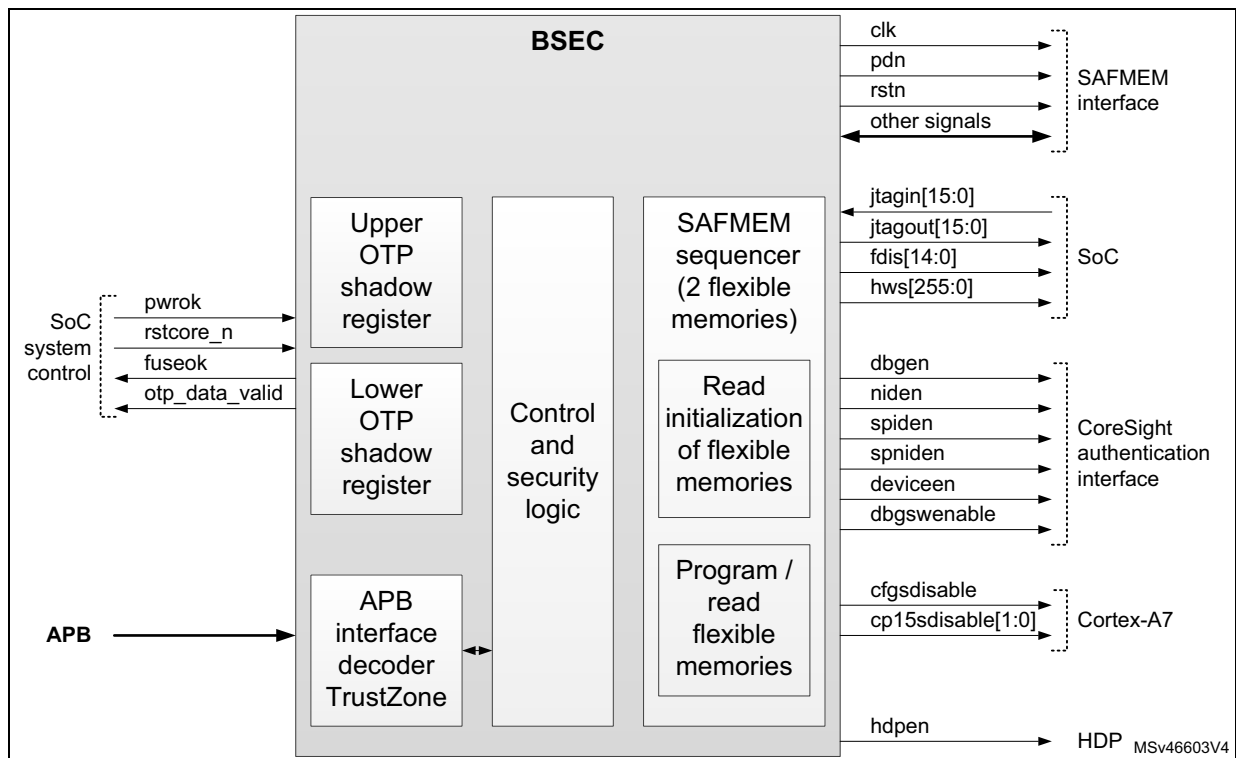 BSEC
SoC
system
control
pwrok
rstcore_n
fuseok
otp_data_valid
APB
Upper
OTP
shadow
register
Lower
OTP
shadow
register
APB
interface
decoder
TrustZone
Control
and
security
logic
SAFMEM
sequencer
(2 flexible
memories)
Read
initialization
of flexible
memories
Program /
read
flexible
memories
clk
pdn
rstn
other signals
SAFMEM
interface
jtagin[15:0]
jtagout[15:0]
fdis[14:0]
hws[255:0]
SoC
dbgen
niden
spiden
spniden
deviceen
dbgswenable
CoreSight
authentication
interface
cfgsdisable
cp15sdisable[1:0]
Cortex-A7
hdpen
HDP
MSv46603V4